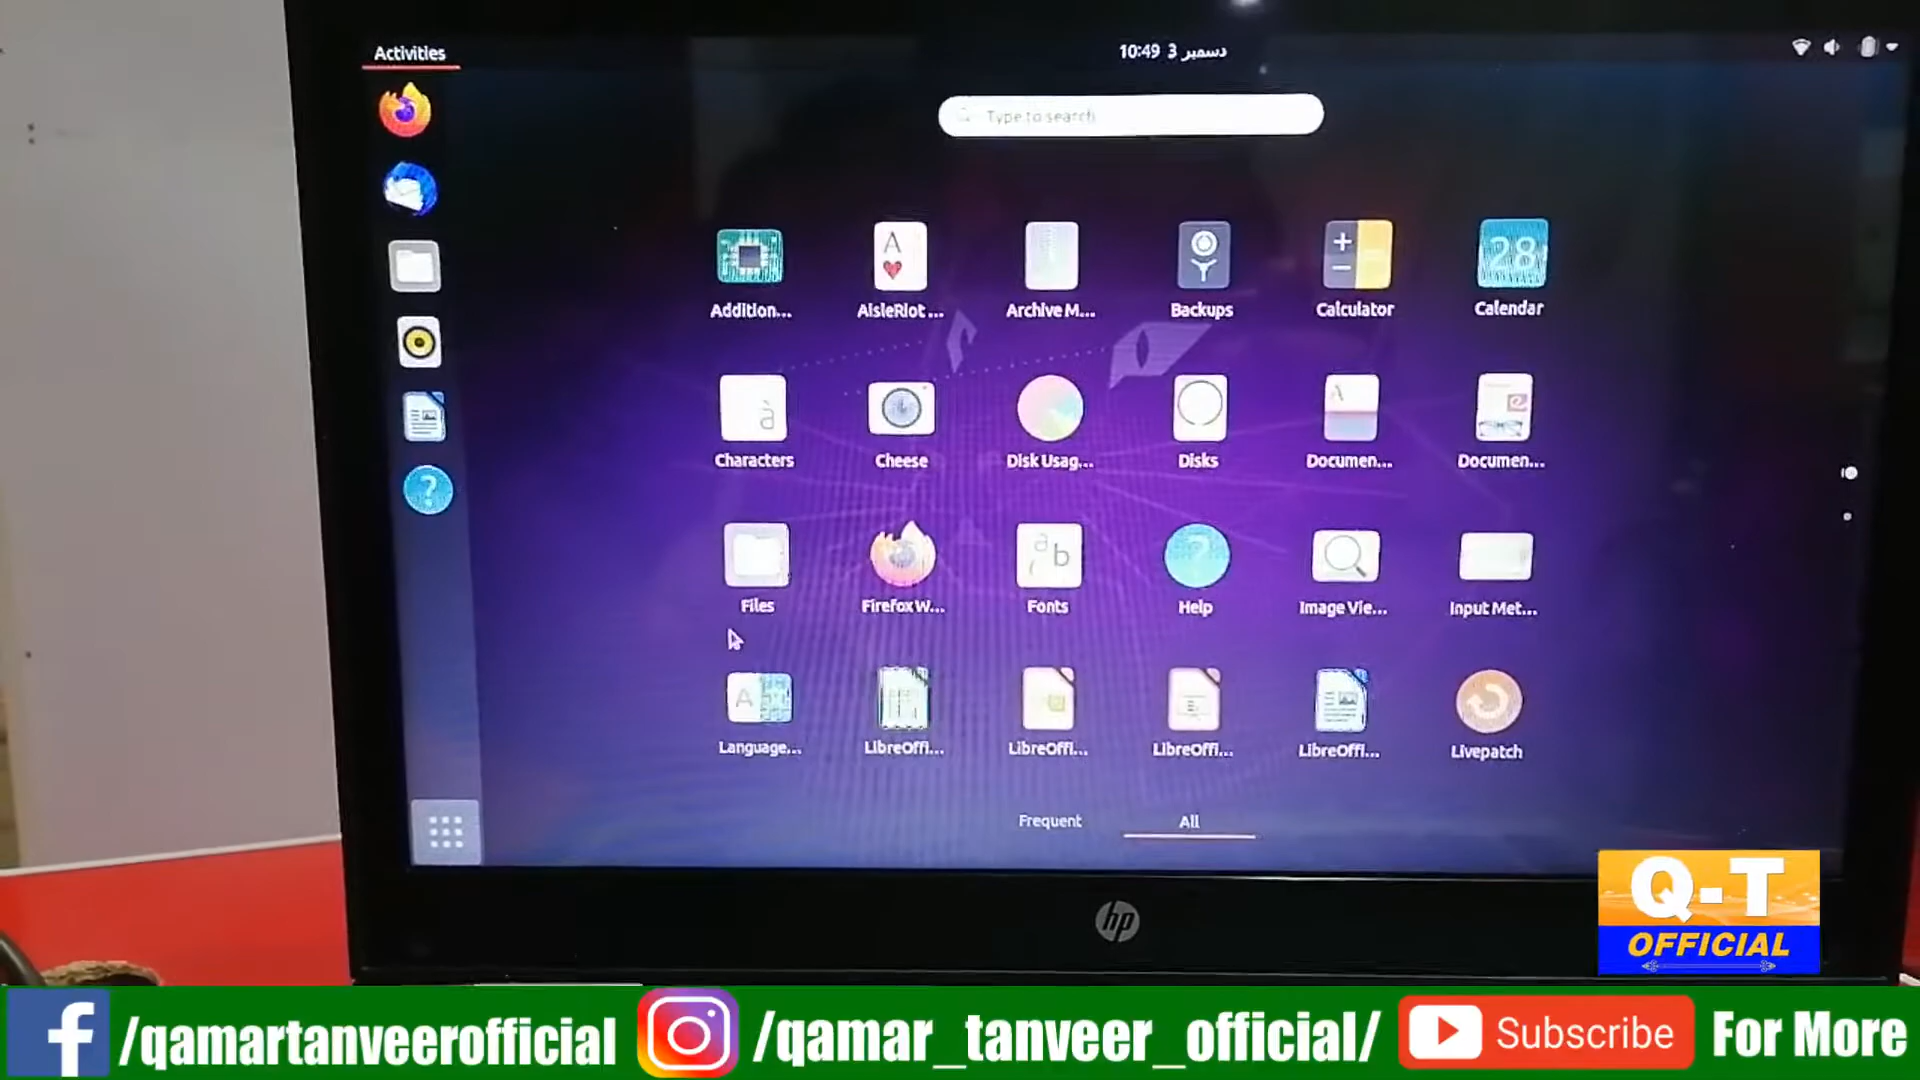 Activities
دسمبر 3 10:49
Type to search
Addition...
AisleRiot ...
Archive M...
Backups
Calculator
Calendar
28
Characters
Cheese
Disk Usag...
Disks
Documen...
Documen...
Files
Firefox W...
Fonts
Help
Image Vie...
Input Met...
Language...
LibreOffi...
LibreOffi...
LibreOffi...
LibreOffi...
Livepatch
Frequent
All
hp
Q-T
OFFICIAL
/qamartanveerofficial
/qamar_tanveer_official/
Subscribe
For More